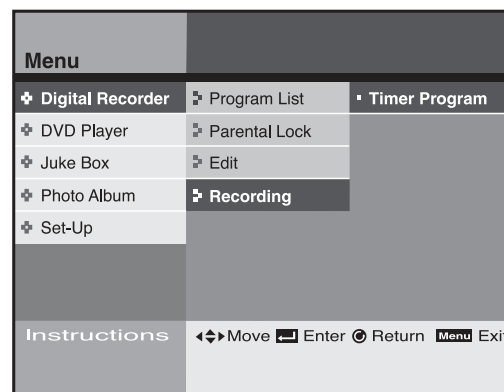 Menu
Digital Recorder
Program List
Timer Program
DVD Player
Parental Lock
Juke Box
Edit
Photo Album
Recording
Set-Up
Instructions
Move Enter Return Menu Exit